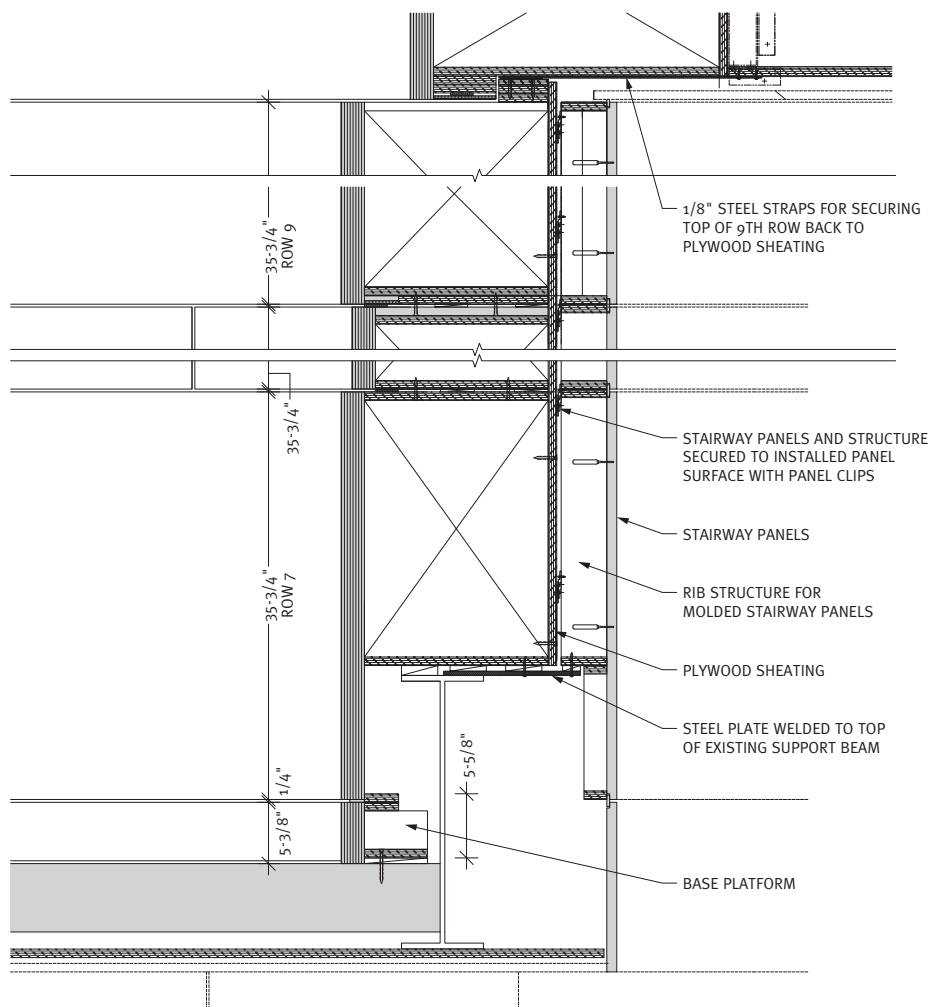 1/8" STEEL STRAPS FOR SECURING
TOP OF 9TH ROW BACK TO
PLYWOOD SHEATING
35-3/4"
ROW 9
35-3/4"
STAIRWAY PANELS AND STRUCTURE
SECURED TO INSTALLED PANEL
SURFACE WITH PANEL CLIPS
STAIRWAY PANELS
35-3/4"
ROW 7
RIB STRUCTURE FOR
MOLDED STAIRWAY PANELS
PLYWOOD SHEATING
STEEL PLATE WELDED TO TOP
OF EXISTING SUPPORT BEAM
5-5/8"
1/4"
5-3/8"
BASE PLATFORM